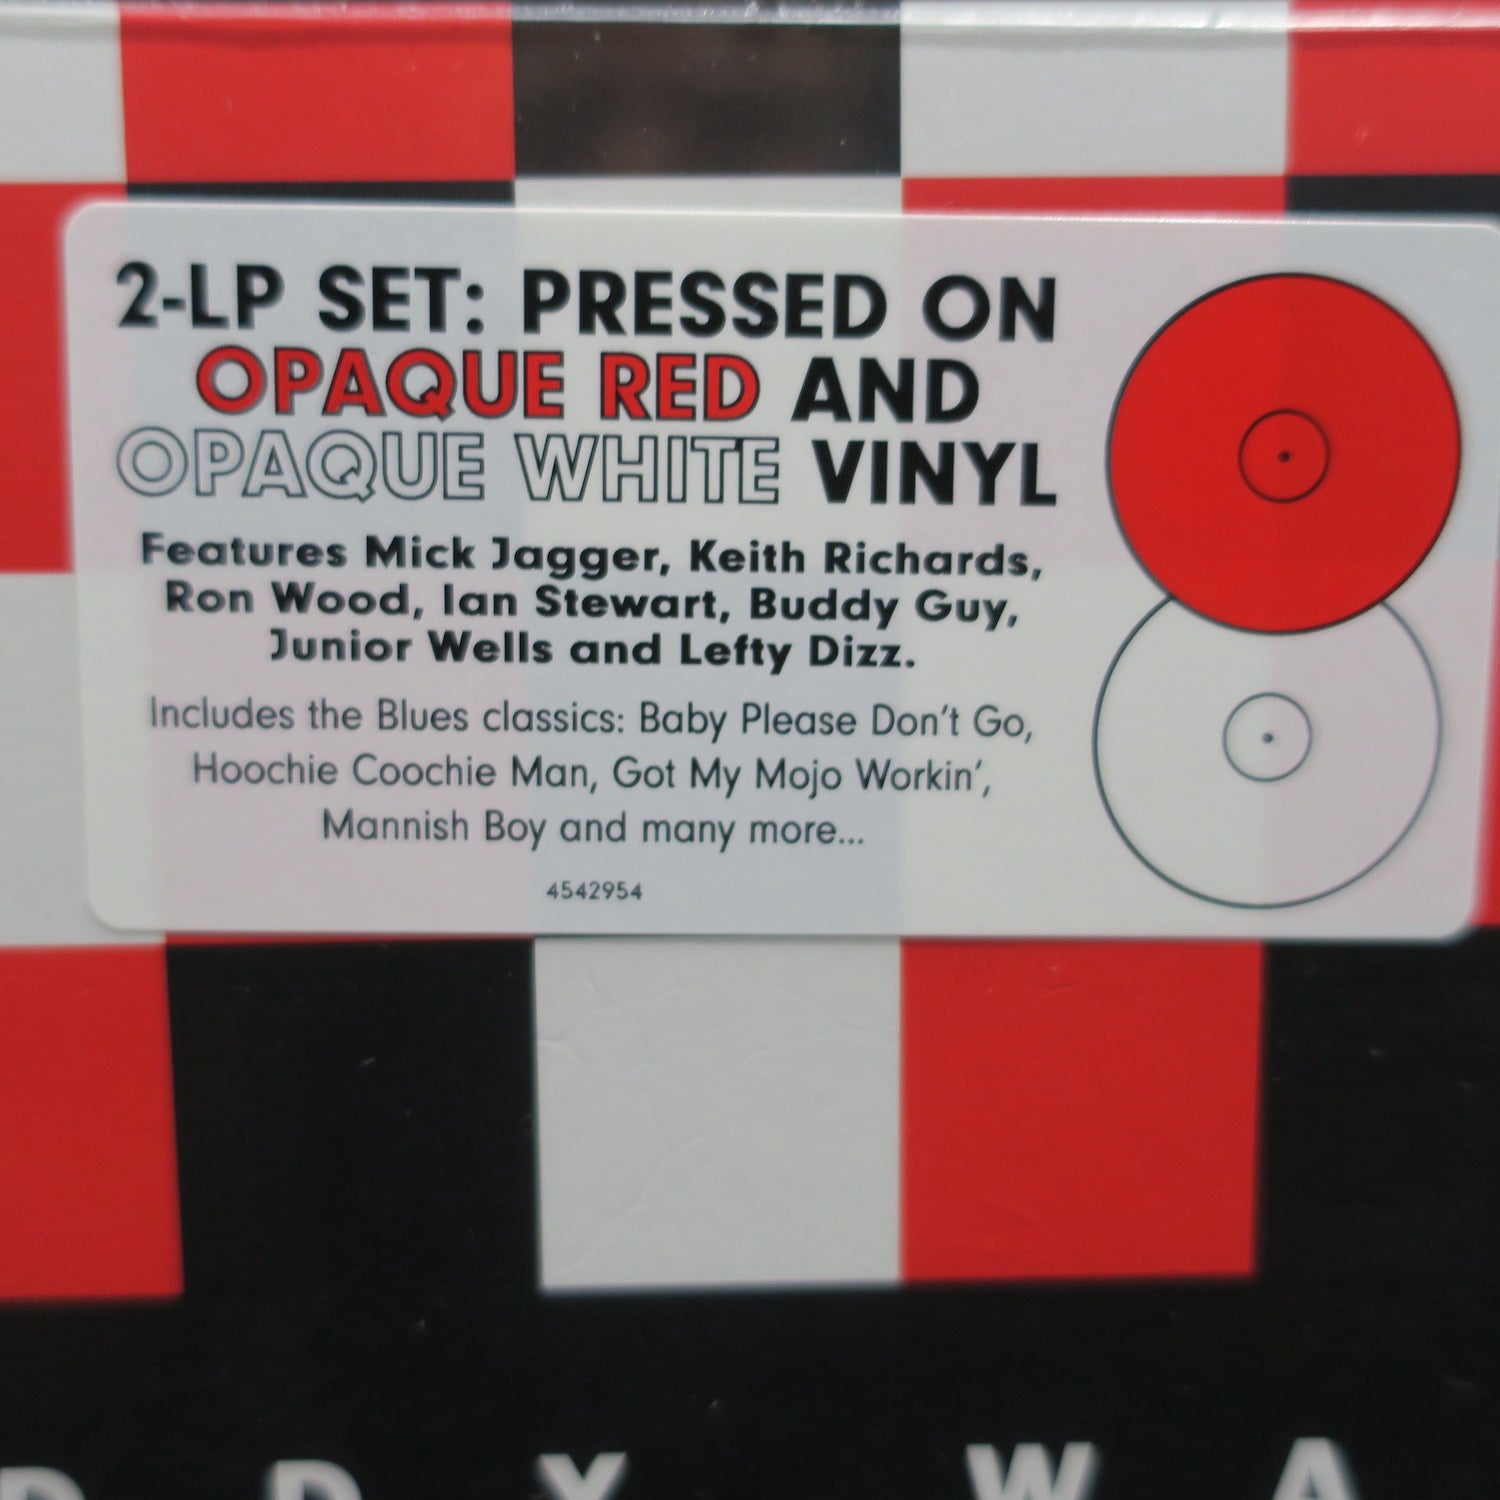 2-LP SET: PRESSED ON
OPAQUE RED AND
OPAQUE WHITE VINYL
Features Mick Jagger, Keith Richards,
Ron Wood, Ian Stewart, Buddy Guy,
Junior Wells and Lefty Dizz.
Includes the Blues classics: Baby Please Don't Go,
Hoochie Coochie Man, Got My Mojo Workin',
Mannish Boy and many more...
4542954
D D Y W A